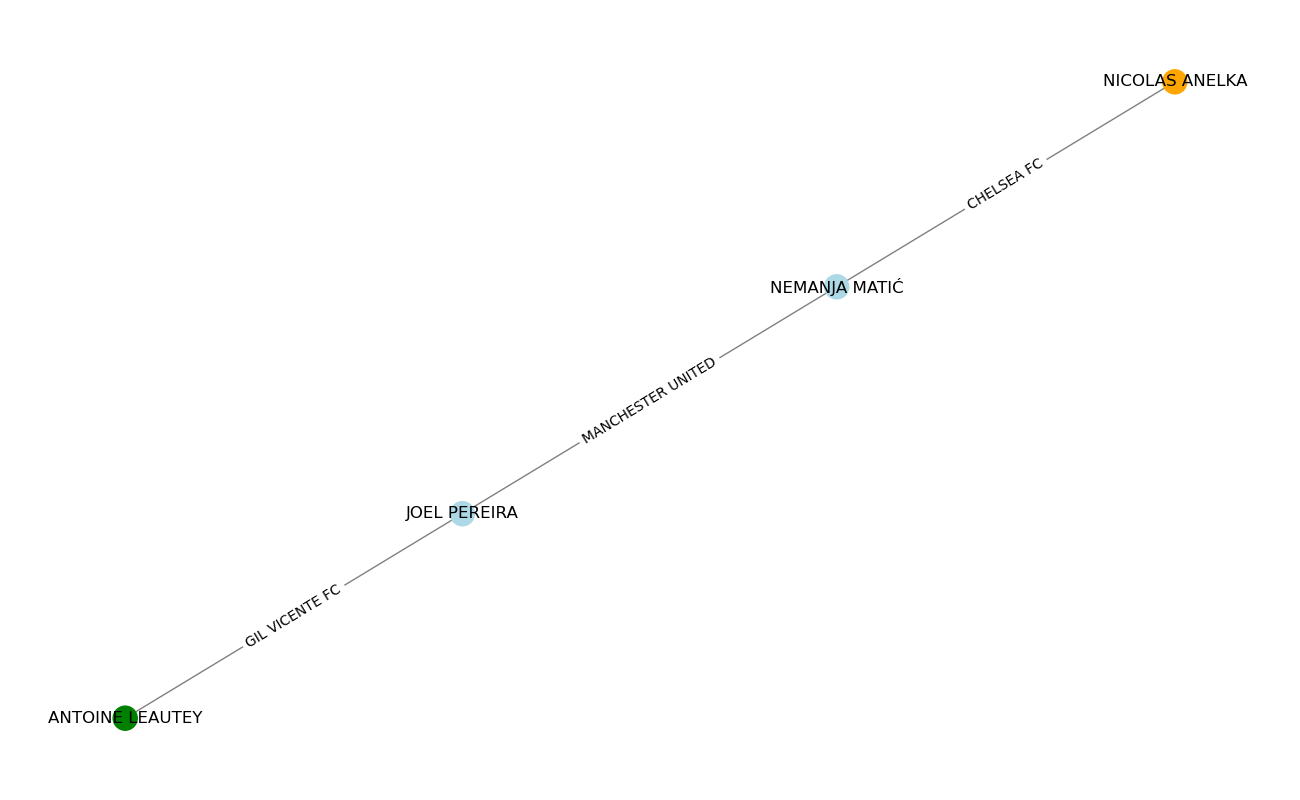 NICOLAS ANELKA
CHELSEA FC
NEMANJA MATIĆ
MANCHESTER UNITED
JOEL PEREIRA
GIL VICENTE FC
ANTOINE LEAUTEY